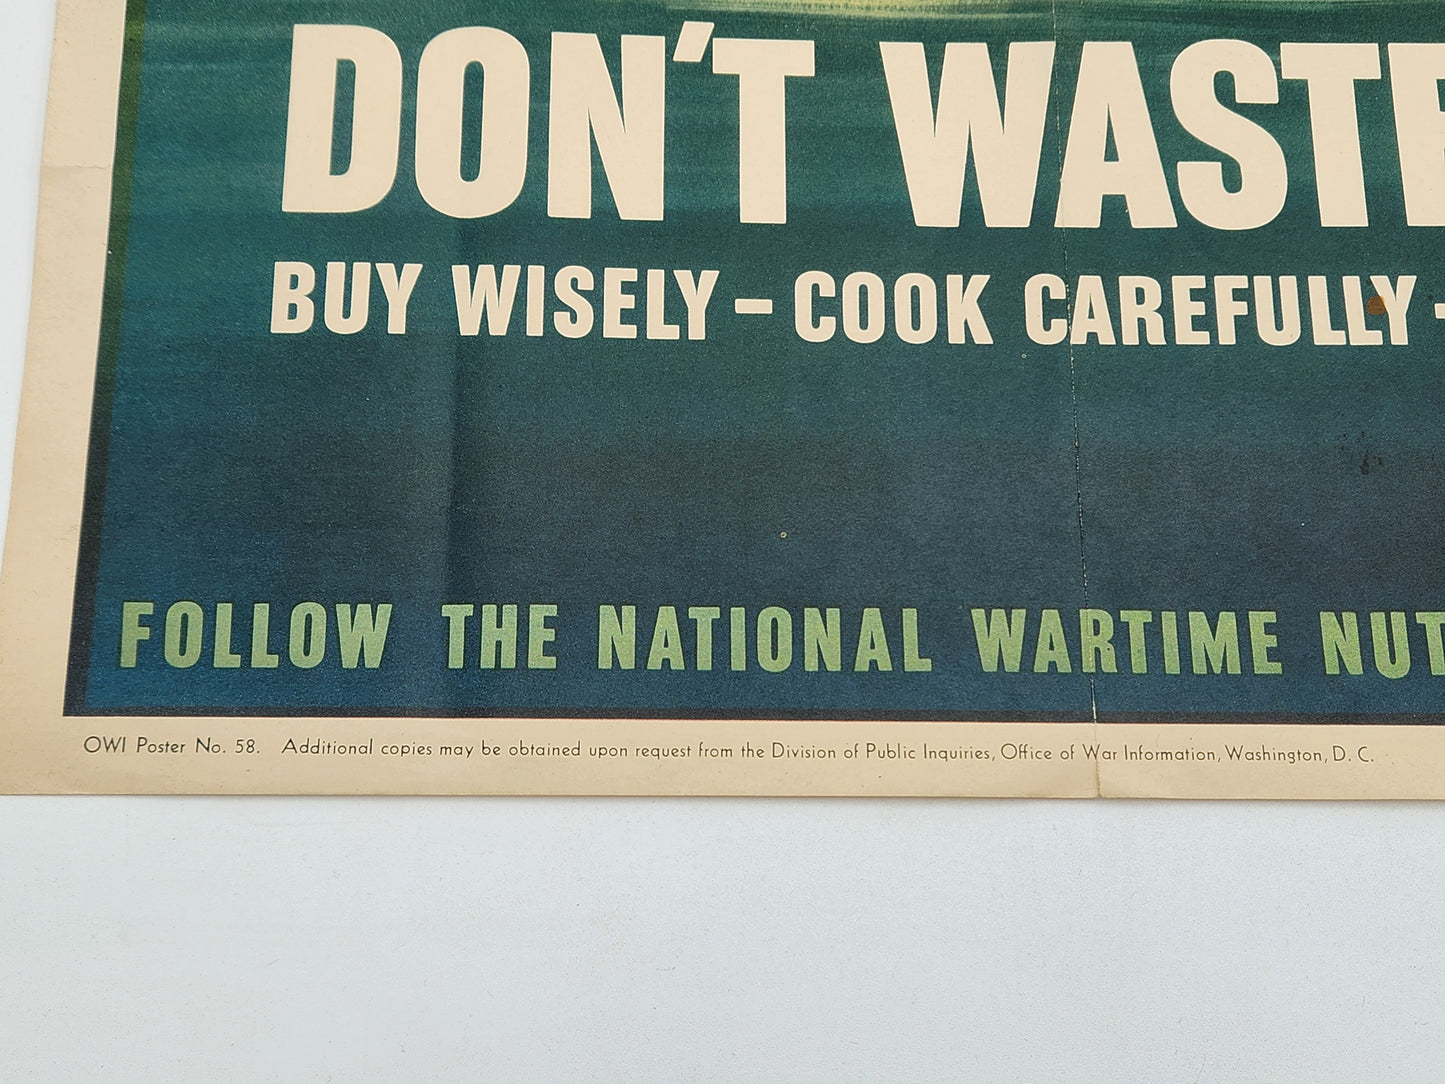 DON'T WASTE
BUY WISELY - COOK CAREFULLY -
FOLLOW THE NATIONAL WARTIME NUT
OWI Poster No. 58. Additional copies may be obtained upon request from the Division of Public Inquiries, Office of War Information, Washington, D. C.